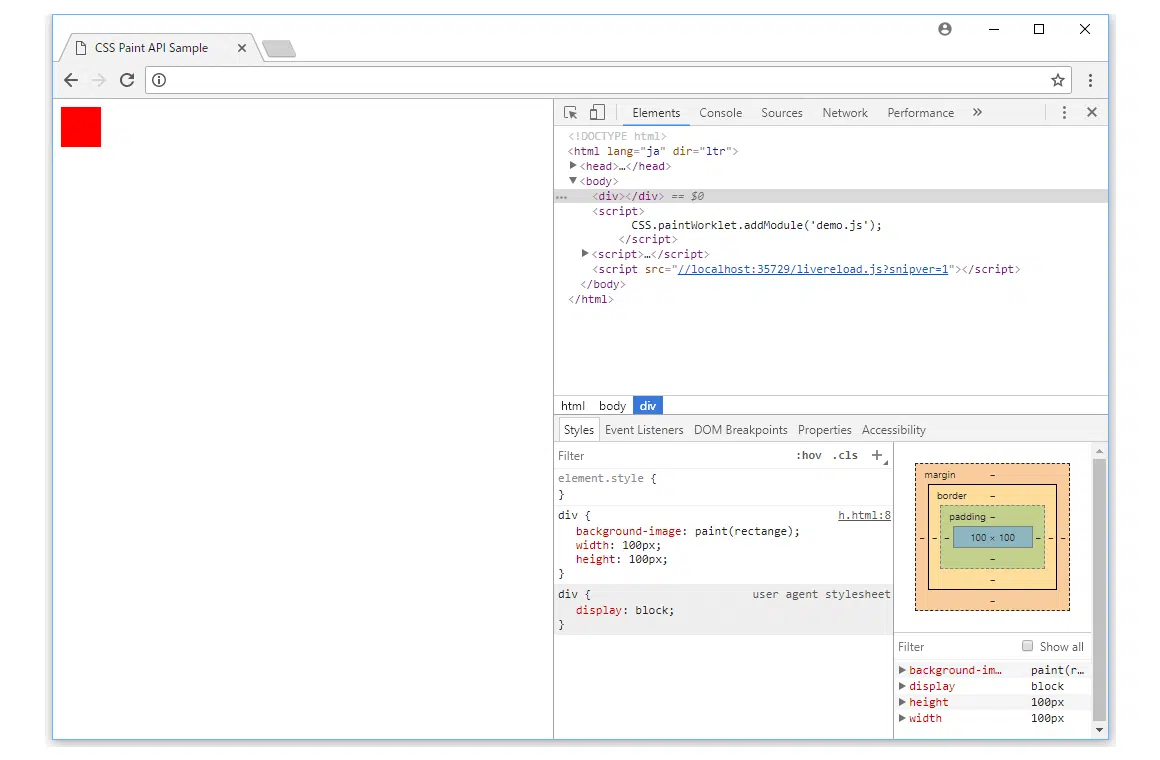 CSS Paint API Sample
Elements Console Sources Network Performance »
<!DOCTYPE html>
<html lang="ja" dir="ltr">
<head>…</head>
<body>
… <div></div> == $0
<script>
CSS.paintWorklet.addModule('demo.js');
</script>
<script>…</script>
<script src="//localhost:35729/livereload.js?snipver=1"></script>
</body>
</html>
html body div
Styles Event Listeners DOM Breakpoints Properties Accessibility
Filter :hov .cls +
element.style {
}
div { h.html:8
background-image: paint(rectange);
width: 100px;
height: 100px;
}
div { user agent stylesheet
display: block;
}
margin –
border –
padding –
– – – 100 × 100 – – –
–
–
–
Filter Show all
background-im… paint(r…
display block
height 100px
width 100px